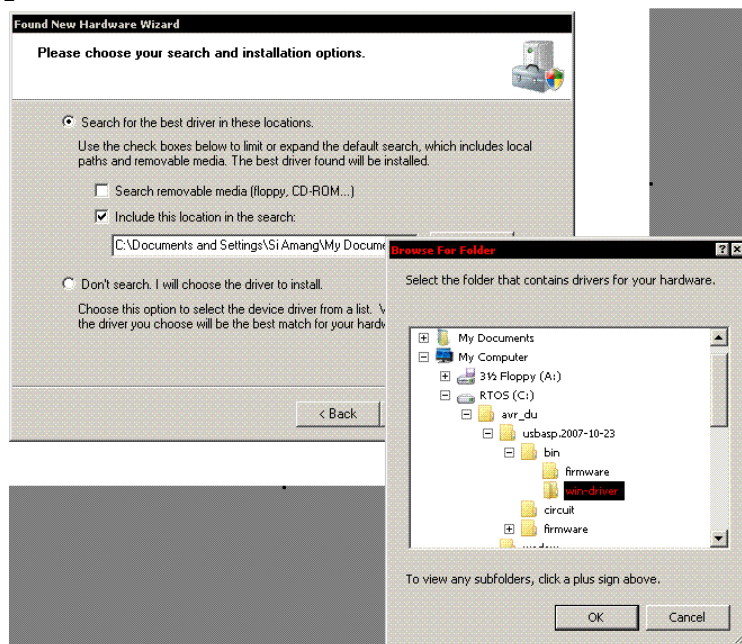 Found New Hardware Wizard
Please choose your search and installation options.
Search for the best driver in these locations.
Use the check boxes below to limit or expand the default search, which includes local
paths and removable media. The best driver found will be installed.
Search removable media (floppy, CD-ROM...)
Include this location in the search:
C:\Documents and Settings\Si Amang\My Docume
Don't search. I will choose the driver to install.
Choose this option to select the device driver from a list.
the driver you choose will be the best match for your hardw
< Back
Browse For Folder
Select the folder that contains drivers for your hardware.
My Documents
My Computer
3½ Floppy (A:)
RTOS (C:)
avr_du
usbasp.2007-10-23
bin
firmware
win-driver
circuit
firmware
To view any subfolders, click a plus sign above.
OK
Cancel